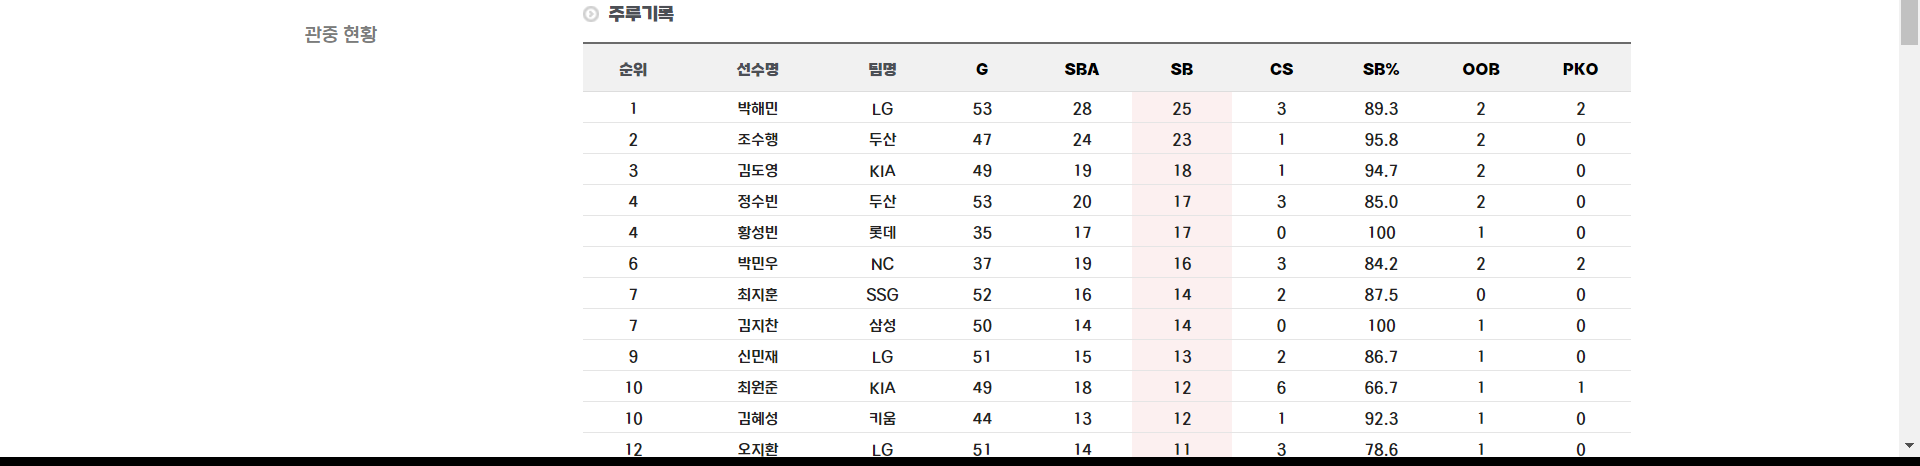 주루기록
관중 현황
순위 선수명 팀명 G SBA SB CS SB% OOB PKO
1 박해민 LG 53 28 25 3 89.3 2 2
2 조수행 두산 47 24 23 1 95.8 2 0
3 김도영 KIA 49 19 18 1 94.7 2 0
4 정수빈 두산 53 20 17 3 85.0 2 0
4 황성빈 롯데 35 17 17 0 100 1 0
6 박민우 NC 37 19 16 3 84.2 2 2
7 최지훈 SSG 52 16 14 2 87.5 0 0
7 김지찬 삼성 50 14 14 0 100 1 0
9 신민재 LG 51 15 13 2 86.7 1 0
10 최원준 KIA 49 18 12 6 66.7 1 1
10 김혜성 키움 44 13 12 1 92.3 1 0
12 오지환 LG 51 14 11 3 78.6 1 0